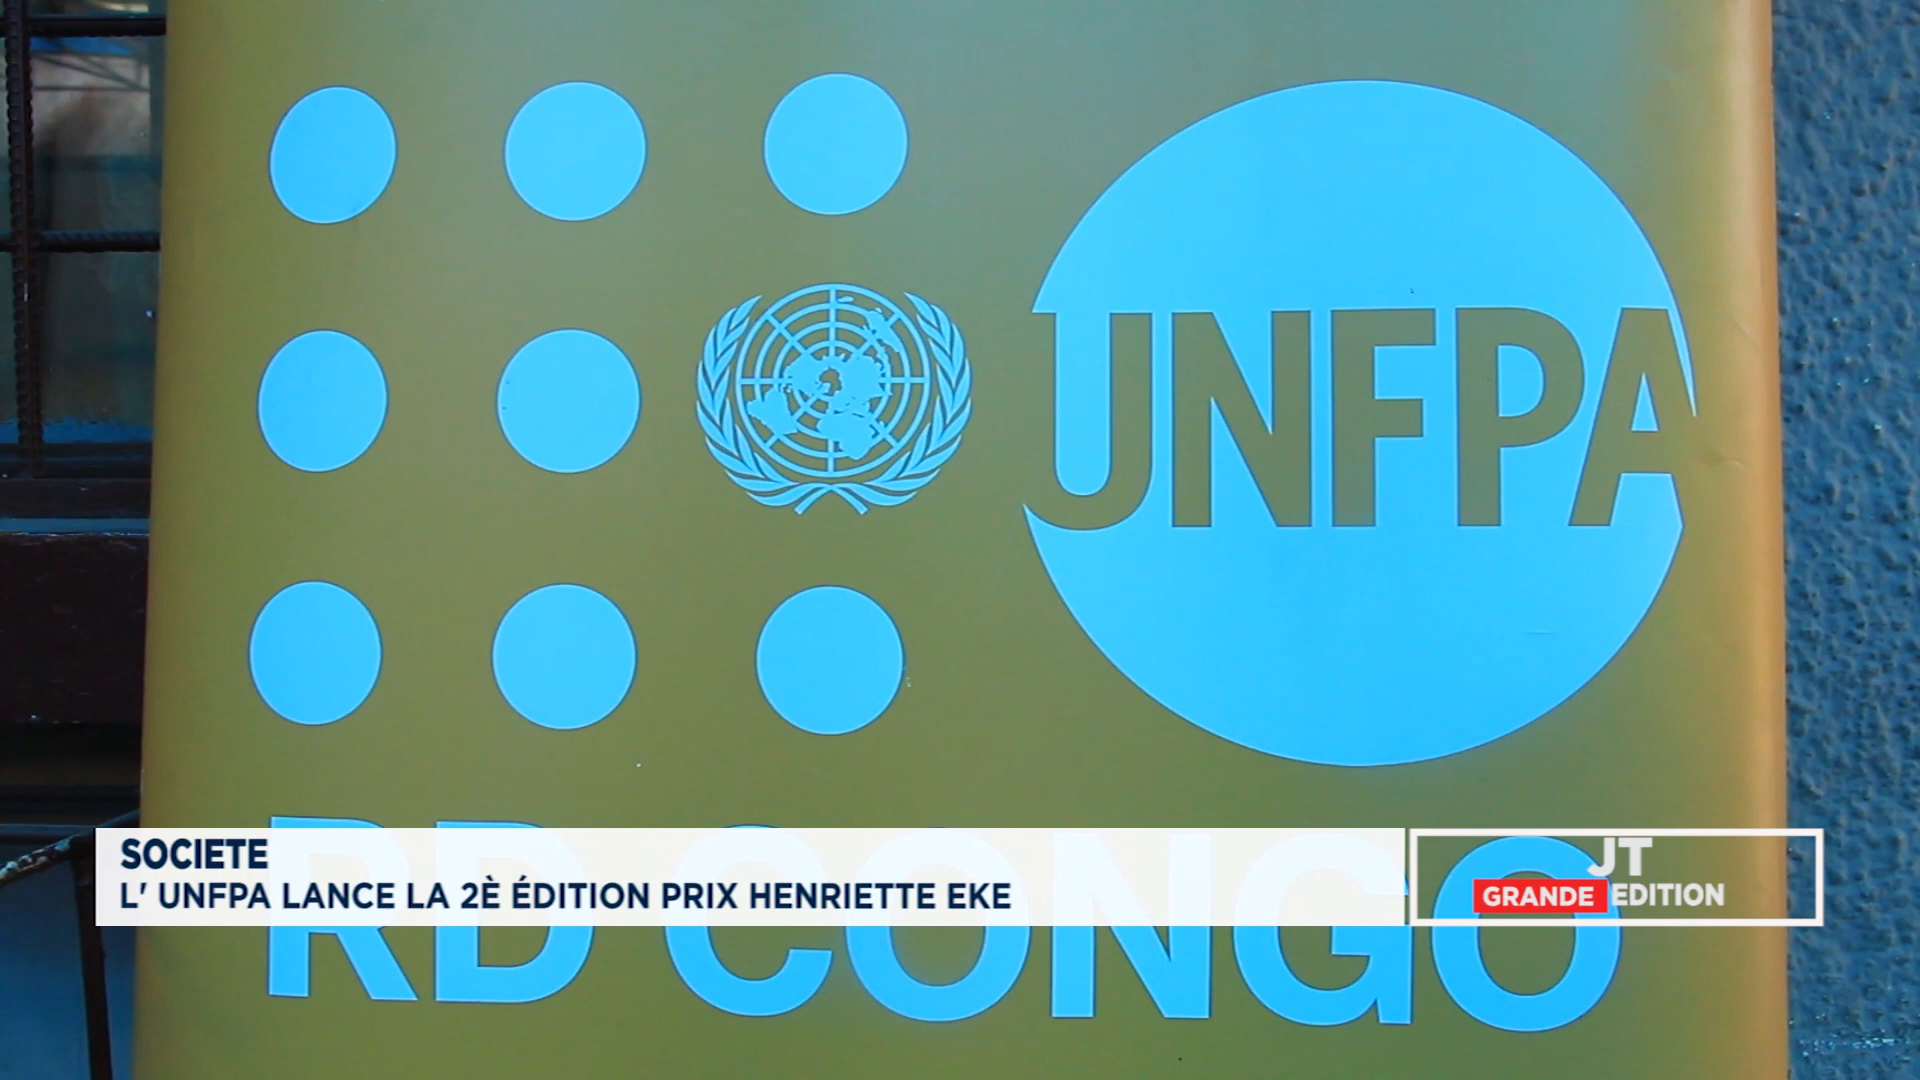 UNFPA
RD CONGO
SOCIETE
L' UNFPA LANCE LA 2È ÉDITION PRIX HENRIETTE EKE
JT
GRANDE EDITION